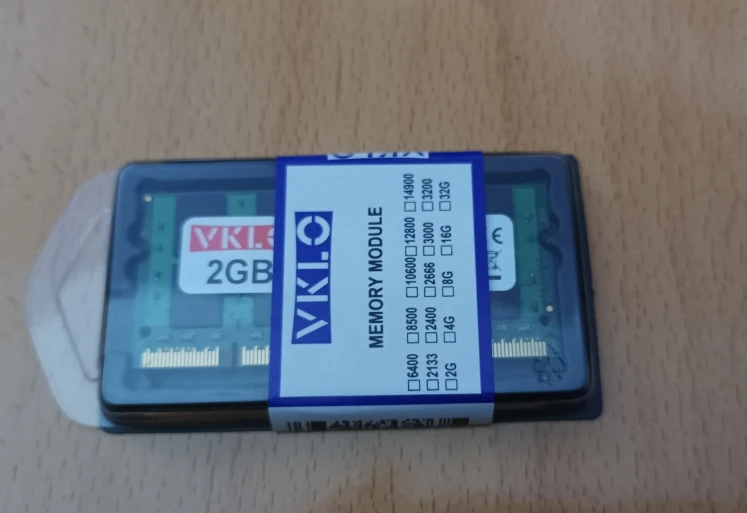 VKLO
2GB
VKLO
MEMORY MODULE
□6400 □8500 □10600 □12800 □14900
□2133 □2400 □2666 □3000 □3200
□2G □4G □8G □16G □32G